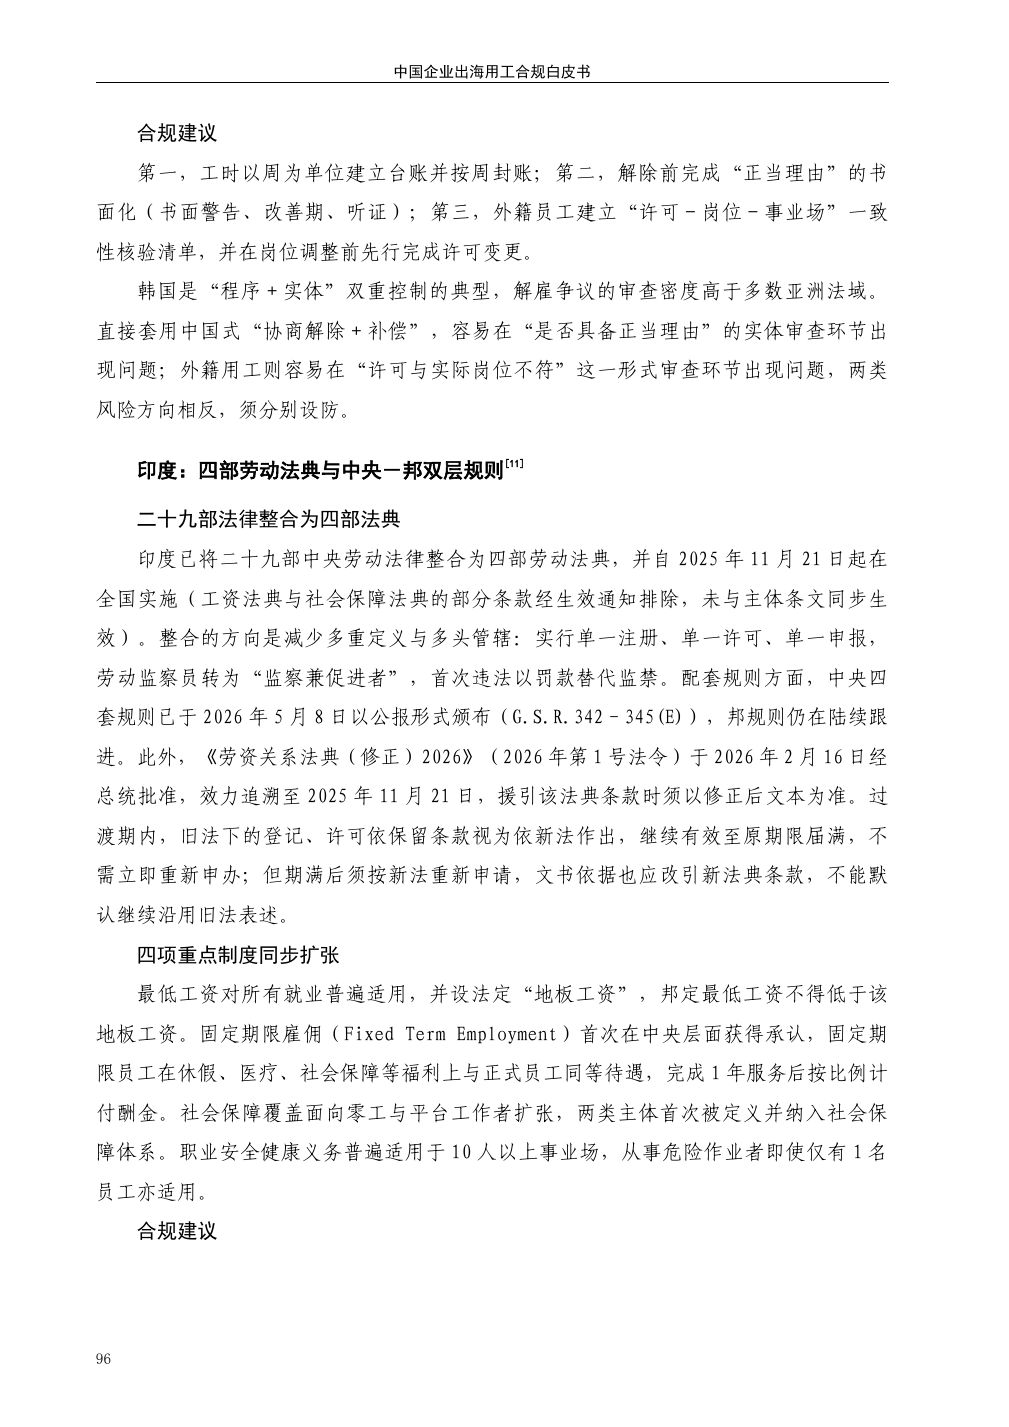 中国企业出海用工合规白皮书
合规建议
第一，工时以周为单位建立台账并按周封账；第二，解除前完成“正当理由”的书
面化（书面警告、改善期、听证）；第三，外籍员工建立“许可－岗位－事业场”一致
性核验清单，并在岗位调整前先行完成许可变更。
韩国是“程序＋实体”双重控制的典型，解雇争议的审查密度高于多数亚洲法域。
直接套用中国式“协商解除＋补偿”，容易在“是否具备正当理由”的实体审查环节出
现问题；外籍用工则容易在“许可与实际岗位不符”这一形式审查环节出现问题，两类
风险方向相反，须分别设防。
印度：四部劳动法典与中央—邦双层规则[11]
二十九部法律整合为四部法典
印度已将二十九部中央劳动法律整合为四部劳动法典，并自 2025 年 11 月 21 日起在
全国实施（工资法典与社会保障法典的部分条款经生效通知排除，未与主体条文同步生
效）。整合的方向是减少多重定义与多头管辖：实行单一注册、单一许可、单一申报，
劳动监察员转为“监察兼促进者”，首次违法以罚款替代监禁。配套规则方面，中央四
套规则已于 2026 年 5 月 8 日以公报形式颁布（G.S.R.342－345(E)），邦规则仍在陆续跟
进。此外，《劳资关系法典（修正）2026》（2026 年第 1 号法令）于 2026 年 2 月 16 日经
总统批准，效力追溯至 2025 年 11 月 21 日，援引该法典条款时须以修正后文本为准。过
渡期内，旧法下的登记、许可依保留条款视为依新法作出，继续有效至原期限届满，不
需立即重新申办；但期满后须按新法重新申请，文书依据也应改引新法典条款，不能默
认继续沿用旧法表述。
四项重点制度同步扩张
最低工资对所有就业普遍适用，并设法定“地板工资”，邦定最低工资不得低于该
地板工资。固定期限雇佣（Fixed Term Employment）首次在中央层面获得承认，固定期
限员工在休假、医疗、社会保障等福利上与正式员工同等待遇，完成 1 年服务后按比例计
付酬金。社会保障覆盖面向零工与平台工作者扩张，两类主体首次被定义并纳入社会保
障体系。职业安全健康义务普遍适用于 10 人以上事业场，从事危险作业者即使仅有 1 名
员工亦适用。
合规建议
96